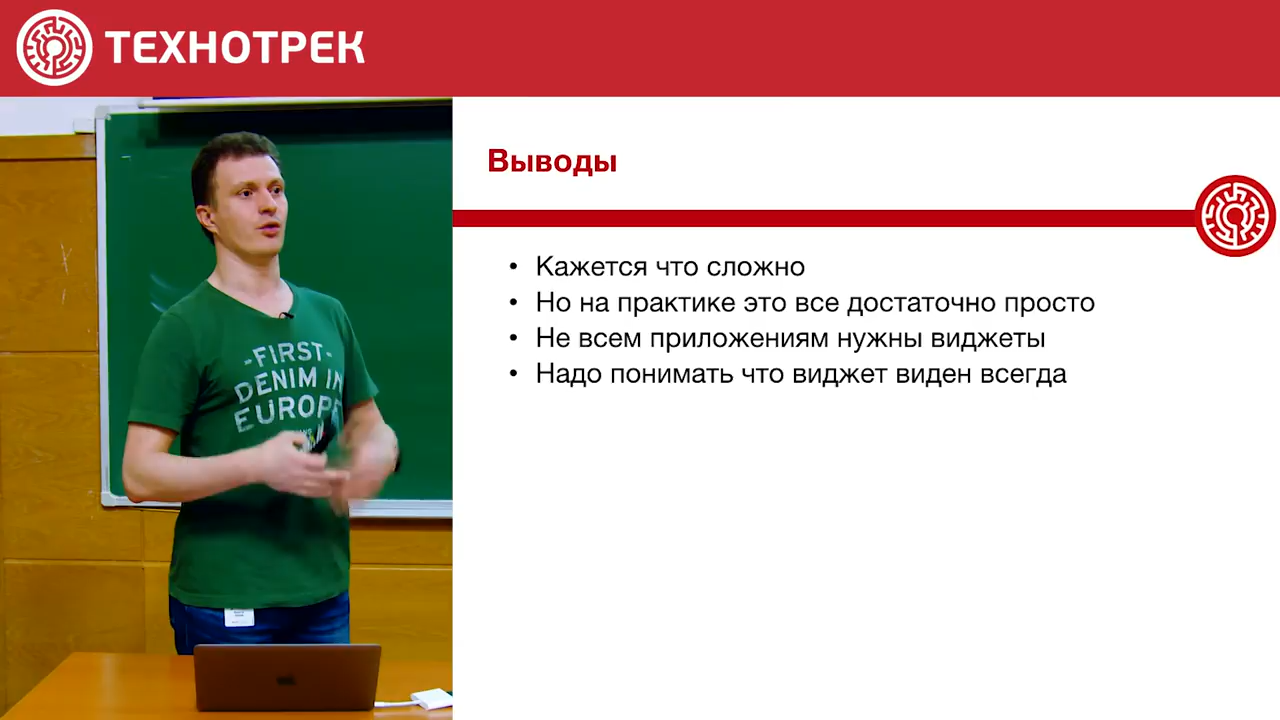 ТЕХНОТРЕК
Выводы
• Кажется что сложно
• Но на практике это все достаточно просто
• Не всем приложениям нужны виджеты
• Надо понимать что виджет виден всегда
-FIRST-
DENIM IN
EUROPE